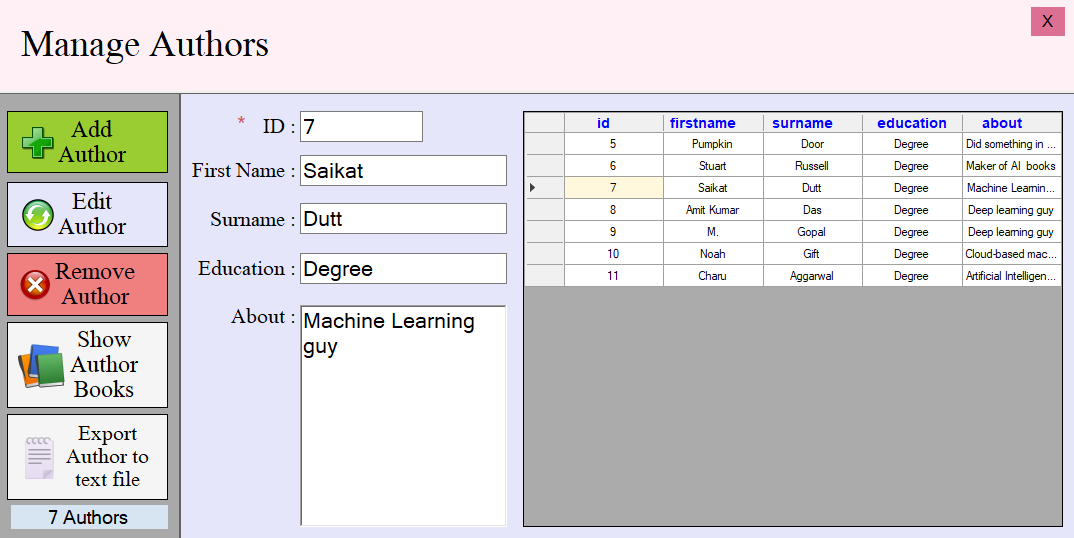 Manage Authors
X
Add
Author
Edit
Author
Remove
Author
Show
Author
Books
Export
Author to
text file
7 Authors
* ID : 7
First Name : Saikat
Surname : Dutt
Education : Degree
About : Machine Learning
guy
id firstname surname education about
5 Pumpkin Door Degree Did something in ...
6 Stuart Russell Degree Maker of AI books
7 Saikat Dutt Degree Machine Learnin...
8 Amit Kumar Das Degree Deep learning guy
9 M. Gopal Degree Deep learning guy
10 Noah Gift Degree Cloud-based mac...
11 Charu Aggarwal Degree Artificial Intelligen...